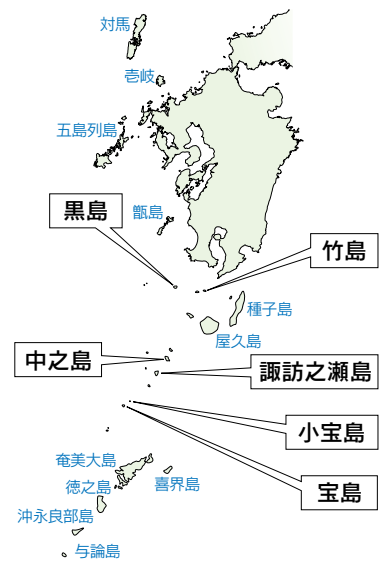 対馬
壱岐
五島列島
黒島
甑島
竹島
種子島
屋久島
中之島
諏訪之瀬島
小宝島
宝島
奄美大島
喜界島
徳之島
沖永良部島
与論島